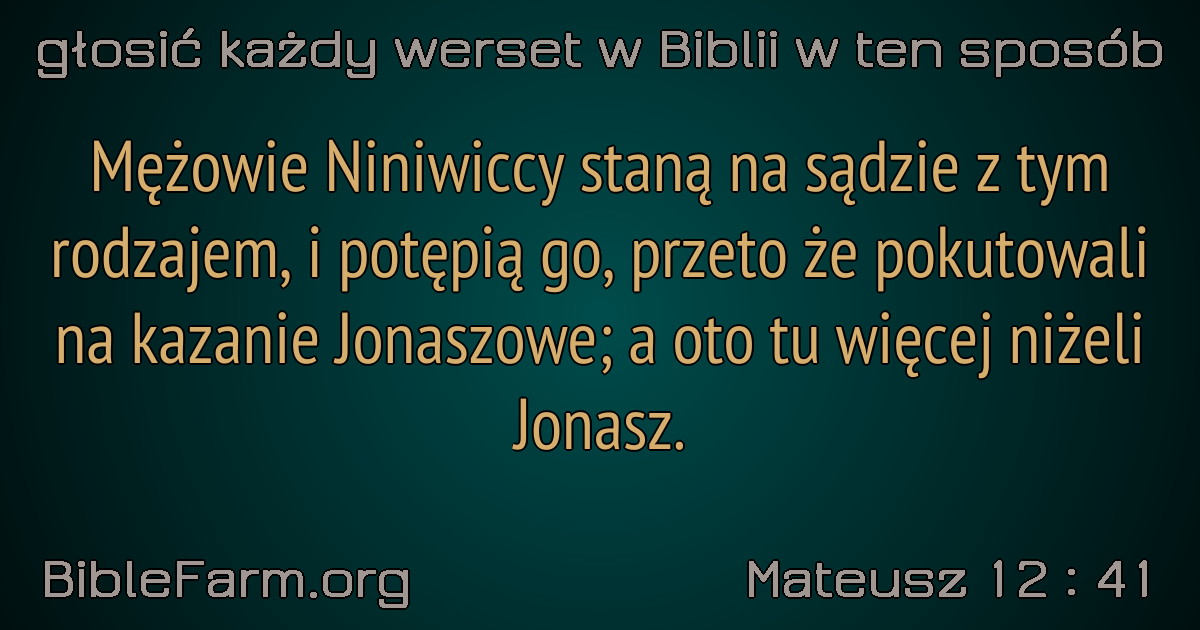 głosić każdy werset w Biblii w ten sposób
Mężowie Niniwiccy staną na sądzie z tym
rodzajem, i potępią go, przeto że pokutowali
na kazanie Jonaszowe; a oto tu więcej niżeli
Jonasz.
BibleFarm.org
Mateusz 12 : 41